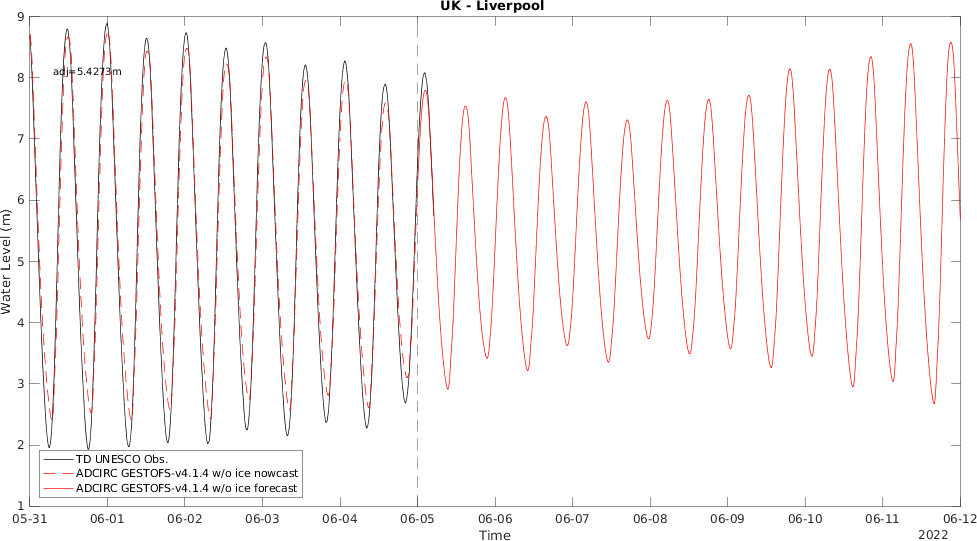 UK - Liverpool
9
8
7
6
5
4
3
2
1
Water Level (m)
adj=5.4273m
TD UNESCO Obs.
ADCIRC GESTOFS-v4.1.4 w/o ice nowcast
ADCIRC GESTOFS-v4.1.4 w/o ice forecast
05-31 06-01 06-02 06-03 06-04 06-05 06-06 06-07 06-08 06-09 06-10 06-11 06-12
Time
2022